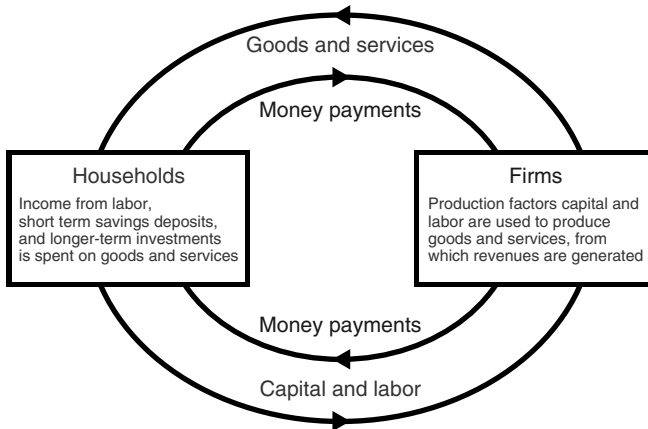 Goods and services
Money payments
Households
Income from labor,
short term savings deposits,
and longer-term investments
is spent on goods and services
Firms
Production factors capital and
labor are used to produce
goods and services, from
which revenues are generated
Money payments
Capital and labor